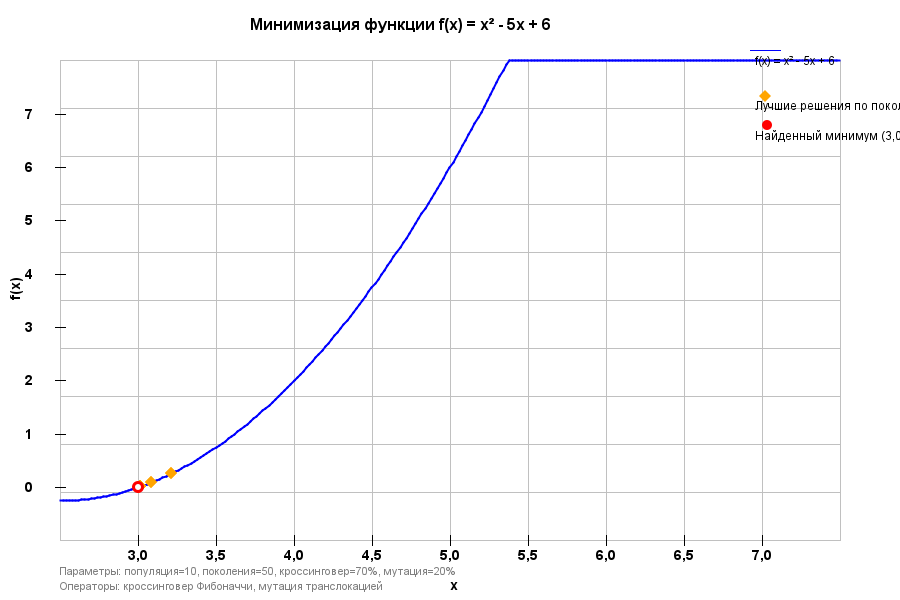 Минимизация функции f(x) = x² - 5x + 6
f(x) = x² - 5x + 6
Лучшие решения по покол
Найденный минимум (3,0
7
6
5
4
3
2
1
0
f(x)
3,0 3,5 4,0 4,5 5,0 5,5 6,0 6,5 7,0
Параметры: популяция=10, поколения=50, кроссинговер=70%, мутация=20%
Операторы: кроссинговер Фибоначчи, мутация транслокацией
x